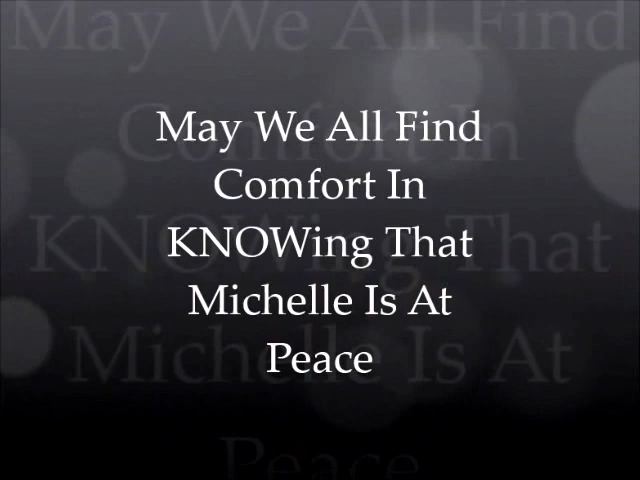 May We All Find
Comfort In
KNOWing That
Michelle Is At
Peace